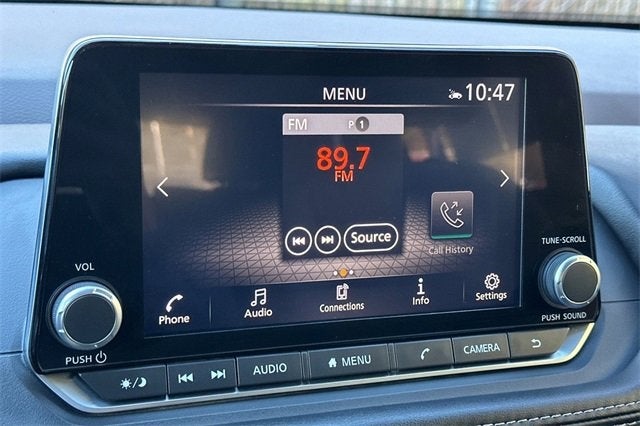 MENU
10:47
FM
P 1
89.7
FM
Source
Call History
Phone
Audio
Connections
Info
Settings
VOL
PUSH
TUNE·SCROLL
PUSH SOUND
AUDIO
MENU
CAMERA